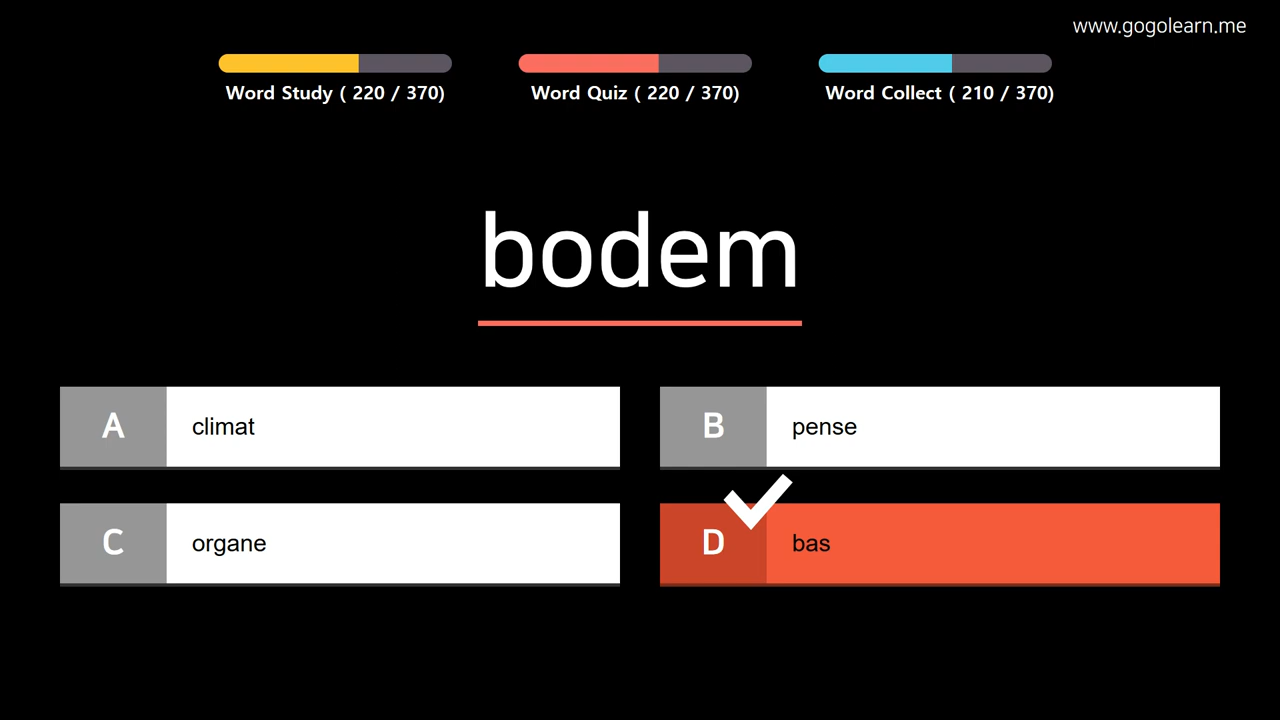 www.gogolearn.me
Word Study ( 220 / 370)
Word Quiz ( 220 / 370)
Word Collect ( 210 / 370)
bodem
A climat
B pense
C organe
D bas